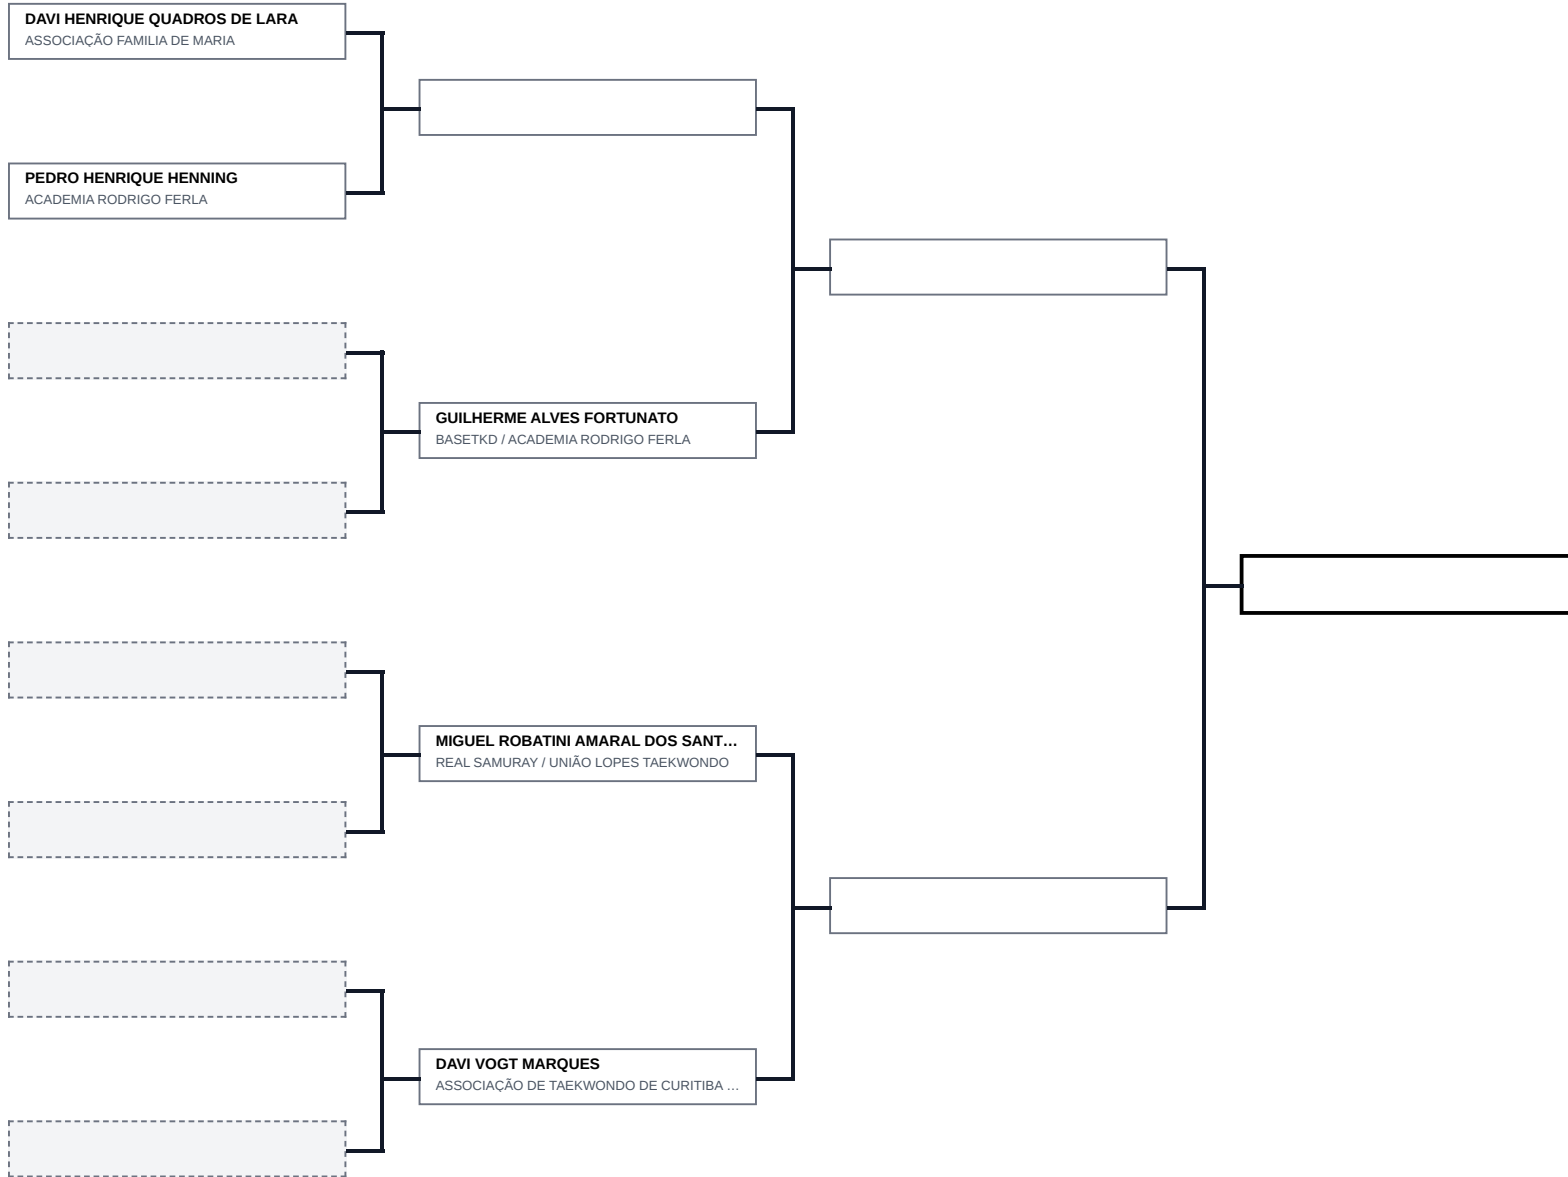 DAVI HENRIQUE QUADROS DE LARA
ASSOCIAÇÃO FAMILIA DE MARIA
PEDRO HENRIQUE HENNING
ACADEMIA RODRIGO FERLA
GUILHERME ALVES FORTUNATO
BASETKD / ACADEMIA RODRIGO FERLA
MIGUEL ROBATINI AMARAL DOS SANT...
REAL SAMURAY / UNIÃO LOPES TAEKWONDO
DAVI VOGT MARQUES
ASSOCIAÇÃO DE TAEKWONDO DE CURITIBA ...